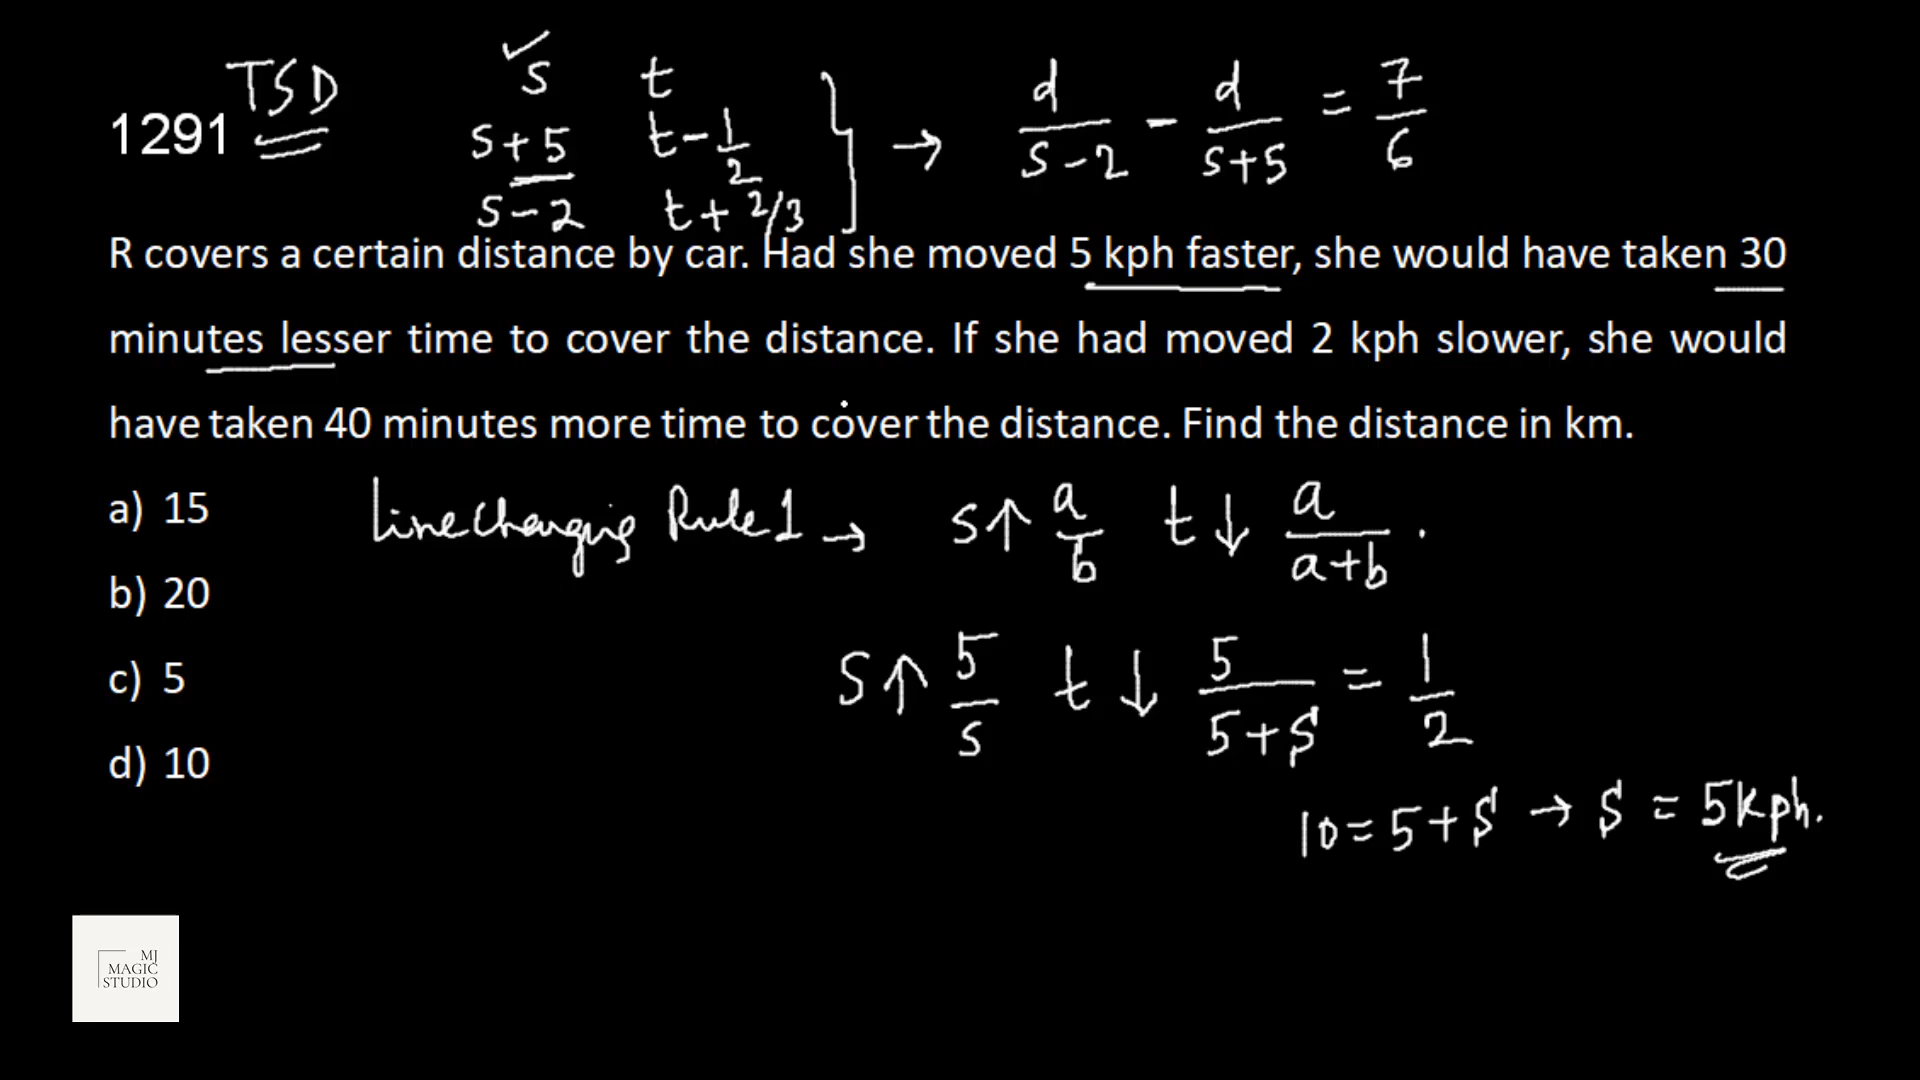 1291 TSD
s t
s+5 t-1/2
s-2 t+2/3
} → d/(s-2) - d/(s+5) = 7/6
R covers a certain distance by car. Had she moved 5 kph faster, she would have taken 30
minutes lesser time to cover the distance. If she had moved 2 kph slower, she would
have taken 40 minutes more time to cover the distance. Find the distance in km.
a) 15
b) 20
c) 5
d) 10
Linechanging Rule 1 → s↑ a/b t↓ a/(a+b).
S↑ 5/s t↓ 5/(5+S) = 1/2
10 = 5+S → S = 5kph.
MJ
MAGIC
STUDIO